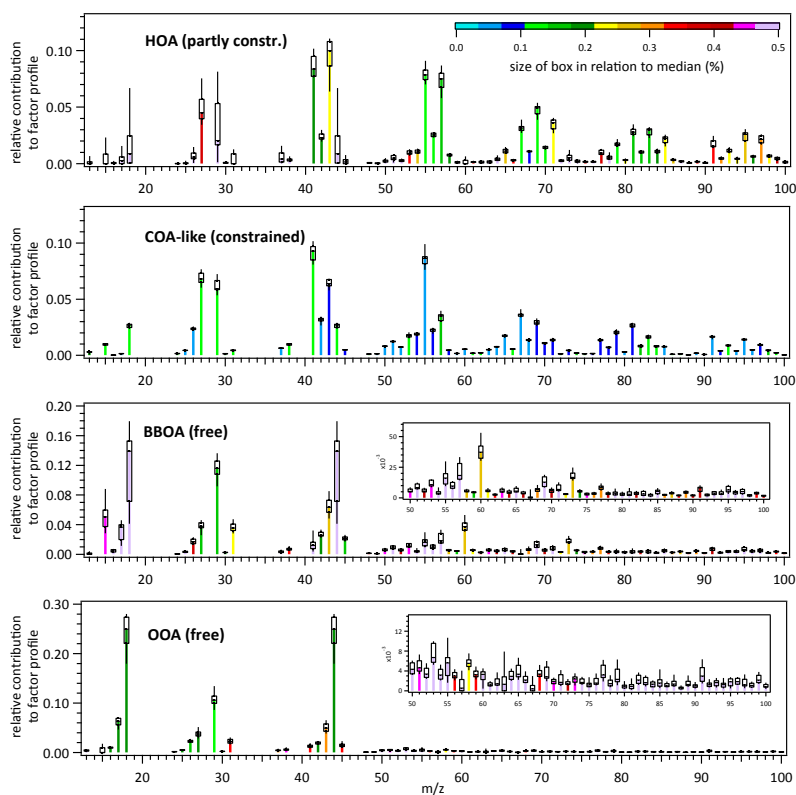 HOA (partly constr.)
0.0 0.1 0.2 0.3 0.4 0.5
size of box in relation to median (%)
relative contribution
to factor profile
0.10
0.05
0.00
20 30 40 50 60 70 80 90 100
COA-like (constrained)
relative contribution
to factor profile
0.10
0.05
0.00
20 30 40 50 60 70 80 90 100
BBOA (free)
relative contribution
to factor profile
0.20
0.16
0.12
0.08
0.04
0.00
x10⁻³
50
25
0
50 55 60 65 70 75 80 85 90 95 100
20 30 40 50 60 70 80 90 100
OOA (free)
relative contribution
to factor profile
0.30
0.20
0.10
0.00
x10⁻³
12
8
4
0
50 55 60 65 70 75 80 85 90 95 100
20 30 40 50 60 70 80 90 100
m/z